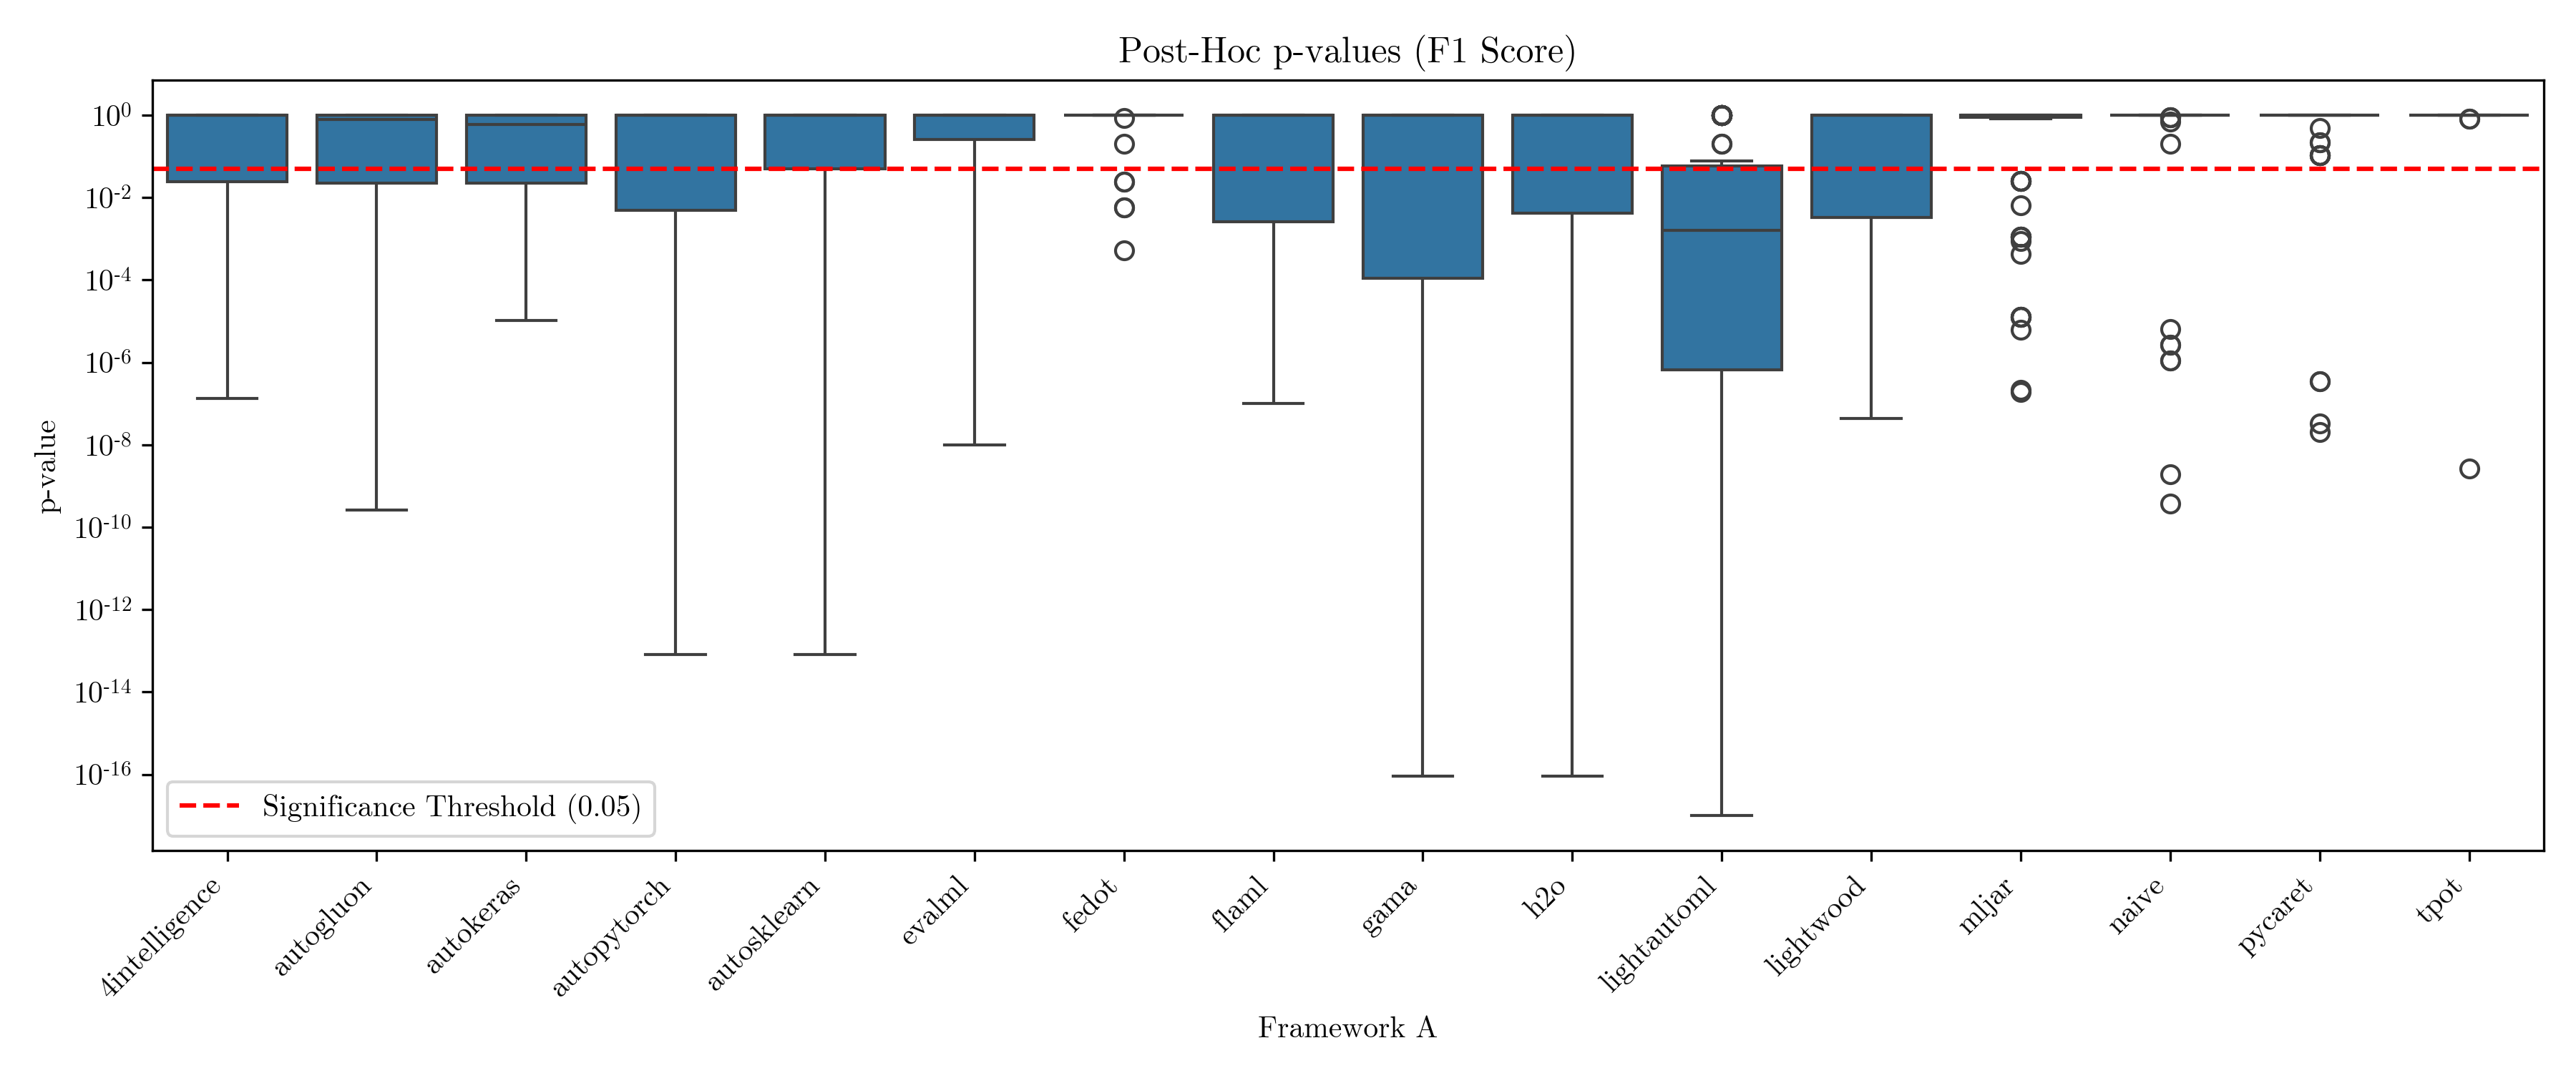 Post-Hoc p-values (F1 Score)
p-value
10^0
10^-2
10^-4
10^-6
10^-8
10^-10
10^-12
10^-14
10^-16
Significance Threshold (0.05)
4intelligence
autogluon
autokeras
autopytorch
autosklearn
evalml
fedot
flaml
gama
h2o
lightautoml
lightwood
mljar
naive
pycaret
tpot
Framework A